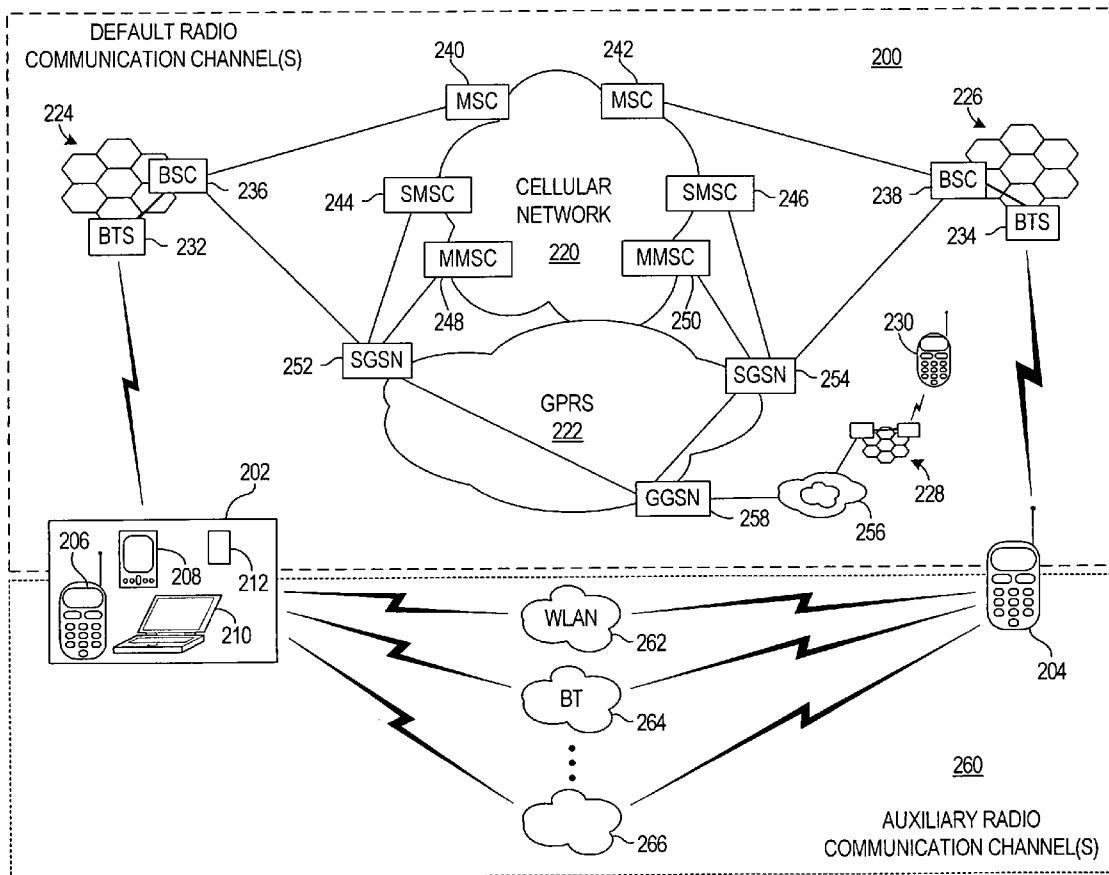 DEFAULT RADIO
COMMUNICATION CHANNEL(S)
240
242
200
MSC
MSC
224
226
BSC
236
BSC
238
SMSC
244
CELLULAR
NETWORK
220
SMSC
246
BTS
232
BTS
234
MMSC
248
MMSC
250
230
252
SGSN
SGSN
254
GPRS
222
228
202
GGSN
258
256
206
208
212
210
WLAN
262
204
BT
264
260
266
AUXILIARY RADIO
COMMUNICATION CHANNEL(S)